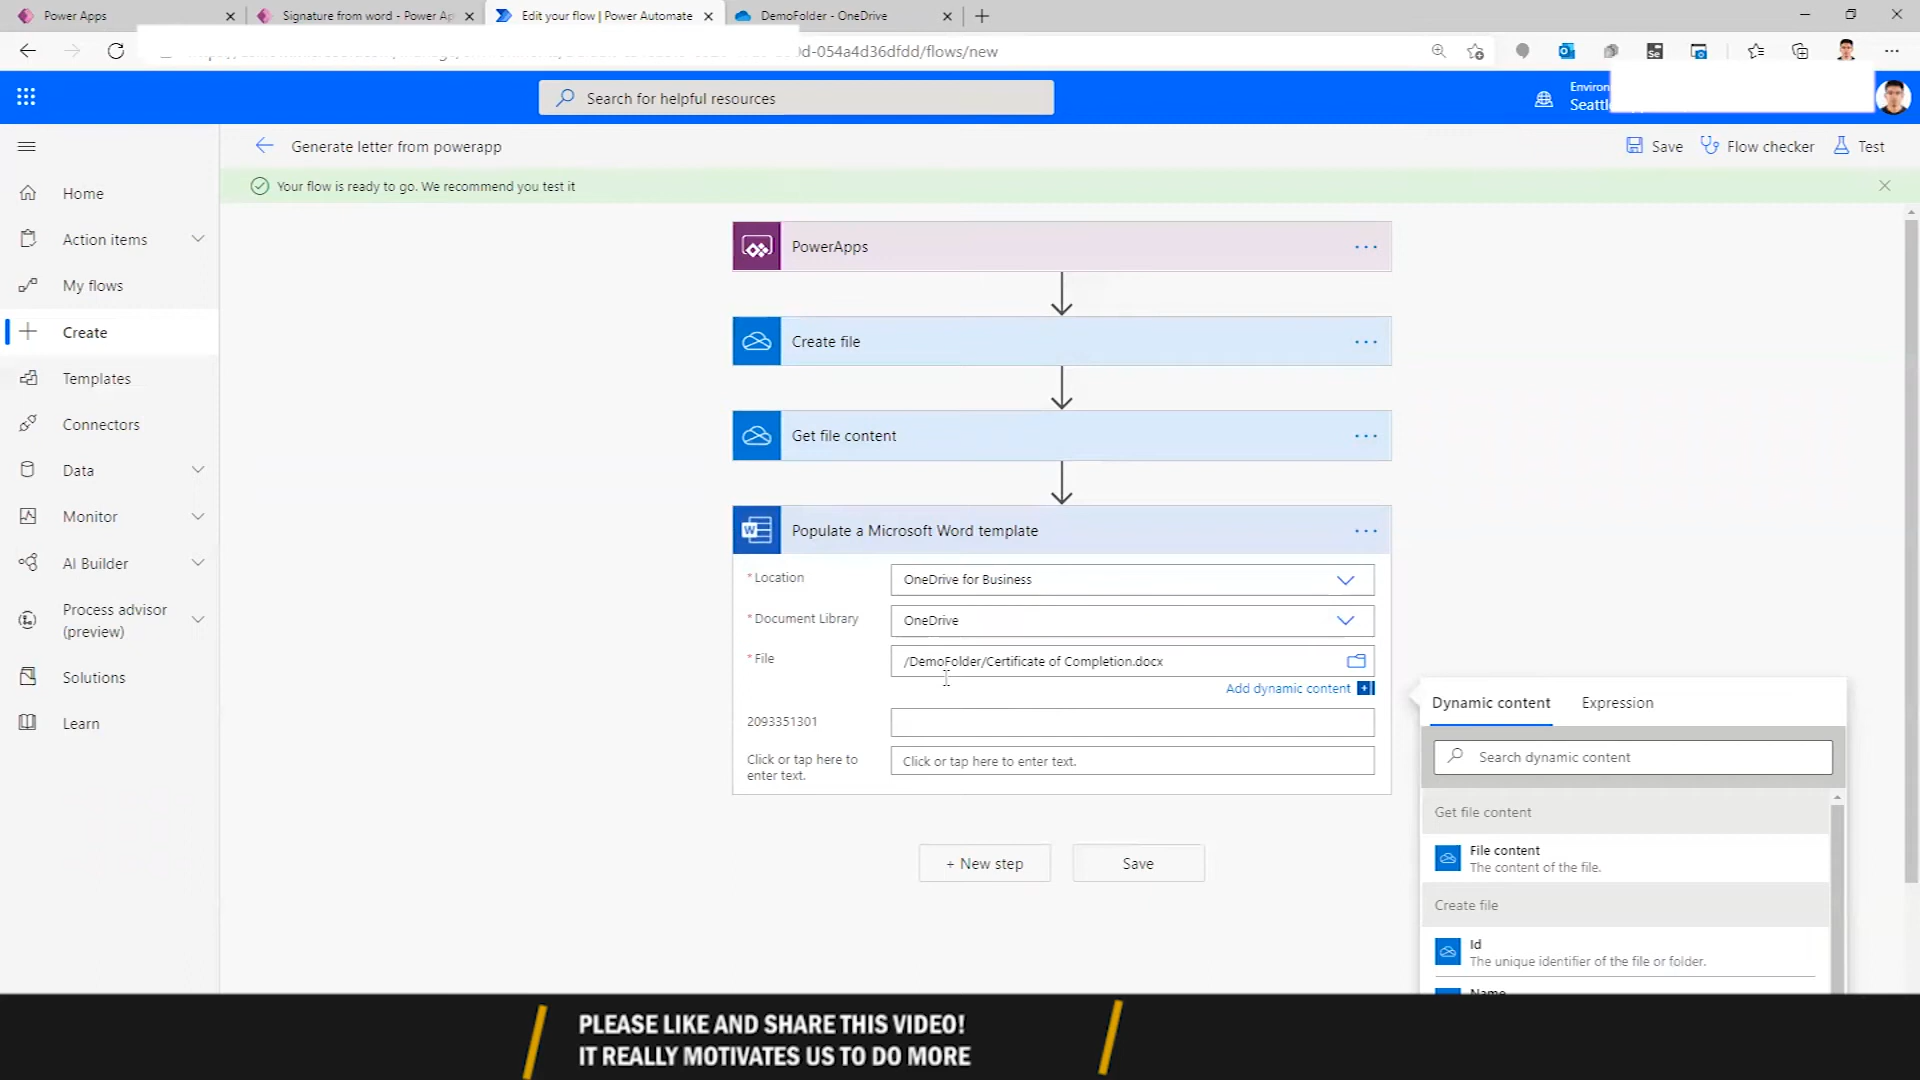 Power Apps
Signature from word - Power Ap
Edit your flow | Power Automate
DemoFolder - OneDrive
d-054a4d36dfdd/flows/new
Search for helpful resources
Environ
Seattl
Generate letter from powerapp
Save
Flow checker
Test
Your flow is ready to go. We recommend you test it
Home
Action items
My flows
Create
Templates
Connectors
Data
Monitor
AI Builder
Process advisor
(preview)
Solutions
Learn
PowerApps
Create file
Get file content
Populate a Microsoft Word template
* Location
OneDrive for Business
* Document Library
OneDrive
* File
/DemoFolder/Certificate of Completion.docx
Add dynamic content
2093351301
Click or tap here to
enter text.
Click or tap here to enter text.
+ New step
Save
Dynamic content
Expression
Search dynamic content
Get file content
File content
The content of the file.
Create file
Id
The unique identifier of the file or folder.
Name
PLEASE LIKE AND SHARE THIS VIDEO!
IT REALLY MOTIVATES US TO DO MORE